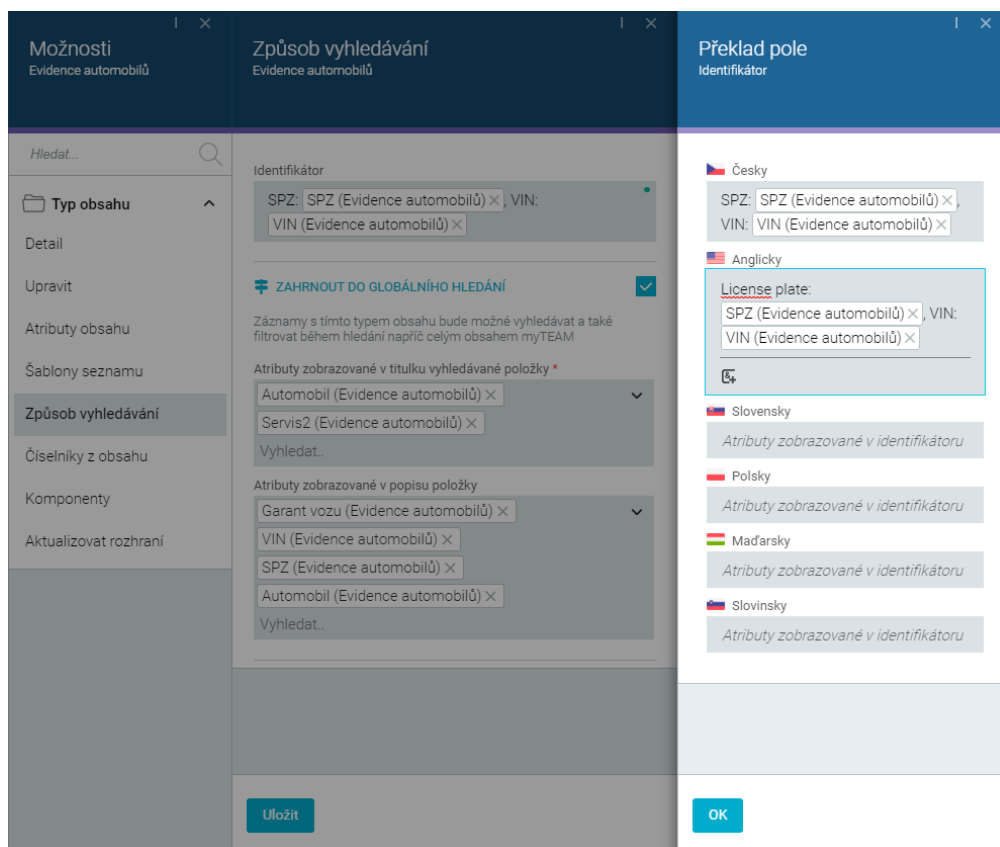 Možnosti
Evidence automobilů
Hledat...
Typ obsahu
Detail
Upravit
Atributy obsahu
Šablony seznamu
Způsob vyhledávání
Číselníky z obsahu
Komponenty
Aktualizovat rozhraní
Způsob vyhledávání
Evidence automobilů
Identifikátor
SPZ: SPZ (Evidence automobilů) ×, VIN:
VIN (Evidence automobilů) ×
ZAHRNOUT DO GLOBÁLNÍHO HLEDÁNÍ
Záznamy s tímto typem obsahu bude možné vyhledávat a také
filtrovat během hledání napříč celým obsahem myTEAM
Atributy zobrazované v titulku vyhledávané položky *
Automobil (Evidence automobilů) ×
Servis2 (Evidence automobilů) ×
Vyhledat..
Atributy zobrazované v popisu položky
Garant vozu (Evidence automobilů) ×
VIN (Evidence automobilů) ×
SPZ (Evidence automobilů) ×
Automobil (Evidence automobilů) ×
Vyhledat..
Uložit
Překlad pole
Identifikátor
Česky
SPZ: SPZ (Evidence automobilů) ×,
VIN: VIN (Evidence automobilů) ×
Anglicky
License plate:
SPZ (Evidence automobilů) ×, VIN:
VIN (Evidence automobilů) ×
Slovensky
Atributy zobrazované v identifikátoru
Polsky
Atributy zobrazované v identifikátoru
Maďarsky
Atributy zobrazované v identifikátoru
Slovinsky
Atributy zobrazované v identifikátoru
OK